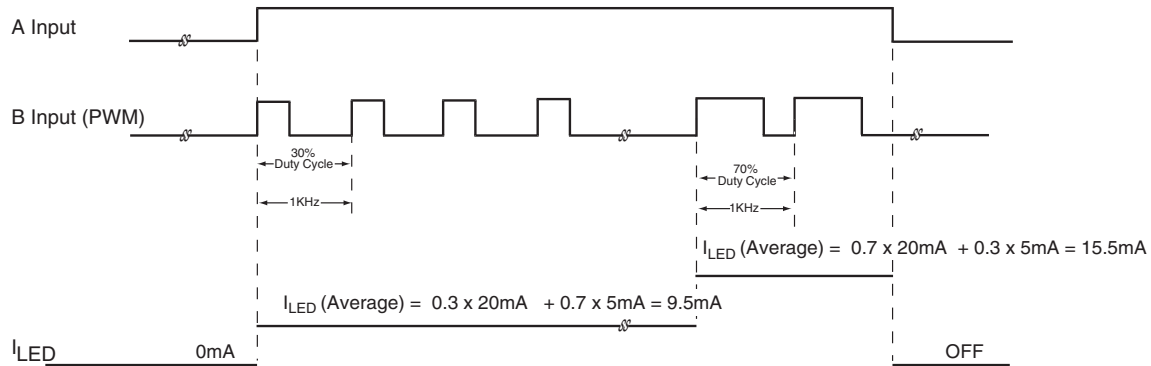 A Input
B Input (PWM)
30%
Duty Cycle
1KHz
70%
Duty Cycle
1KHz
ILED (Average) = 0.7 x 20mA + 0.3 x 5mA = 15.5mA
ILED (Average) = 0.3 x 20mA + 0.7 x 5mA = 9.5mA
ILED 0mA OFF